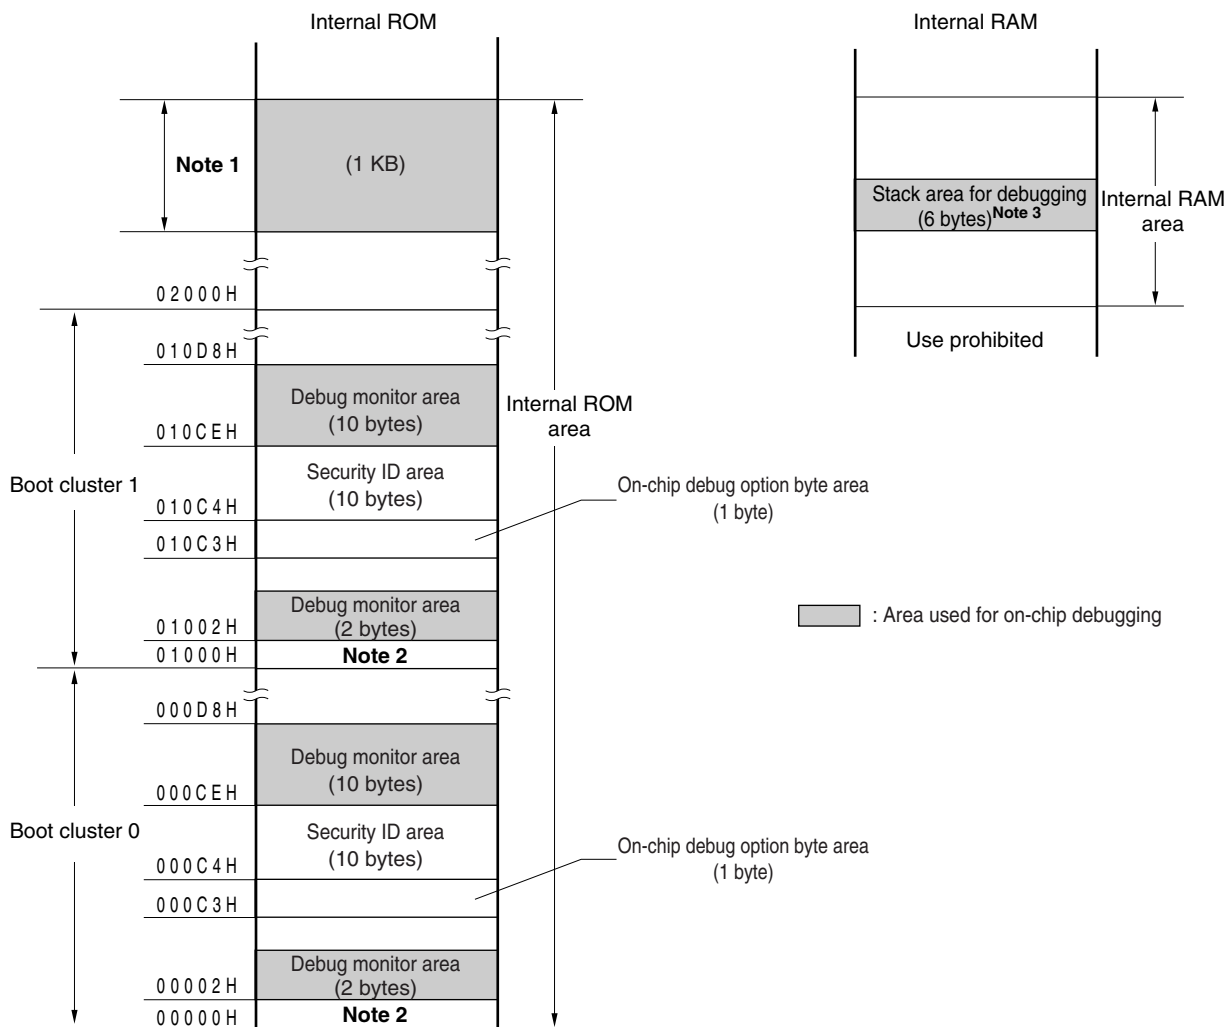 Internal ROM
Internal RAM
Note 1
(1 KB)
Stack area for debugging
(6 bytes)Note 3
Internal RAM
area
02000H
Use prohibited
010D8H
Debug monitor area
(10 bytes)
Internal ROM
area
010CEH
Boot cluster 1
Security ID area
(10 bytes)
On-chip debug option byte area
(1 byte)
010C4H
010C3H
Debug monitor area
(2 bytes)
: Area used for on-chip debugging
01002H
01000H
Note 2
000D8H
Debug monitor area
(10 bytes)
000CEH
Boot cluster 0
Security ID area
(10 bytes)
On-chip debug option byte area
(1 byte)
000C4H
000C3H
Debug monitor area
(2 bytes)
00002H
00000H
Note 2